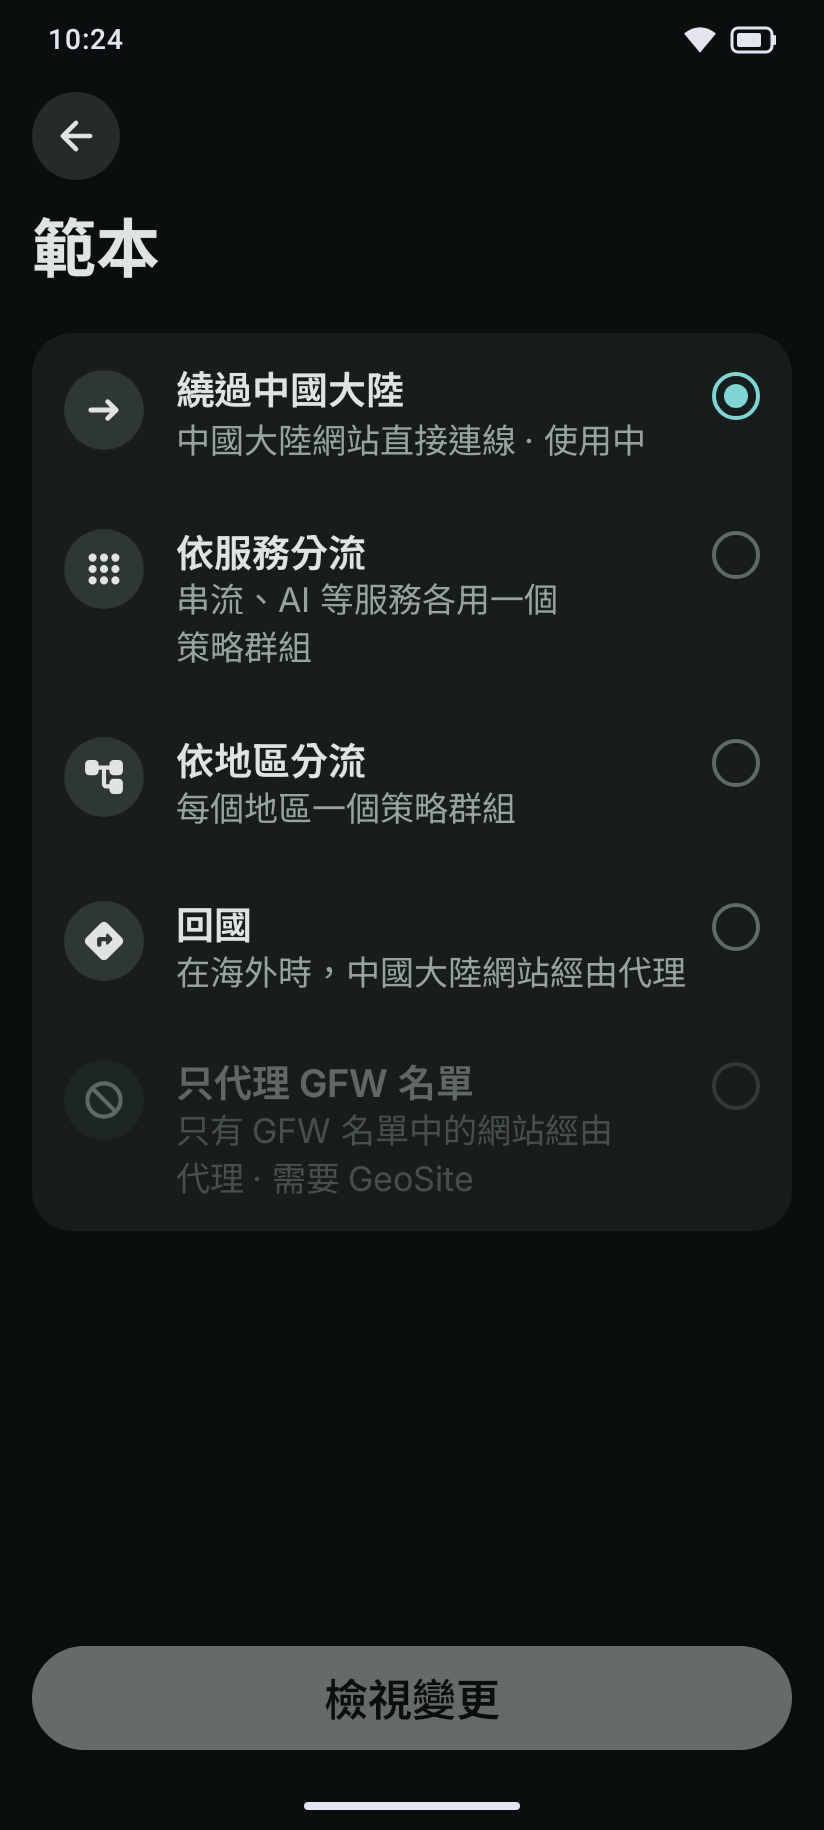 10:24
範本
繞過中國大陸
中國大陸網站直接連線 · 使用中
依服務分流
串流、AI 等服務各用一個
策略群組
依地區分流
每個地區一個策略群組
回國
在海外時，中國大陸網站經由代理
只代理 GFW 名單
只有 GFW 名單中的網站經由
代理 · 需要 GeoSite
檢視變更